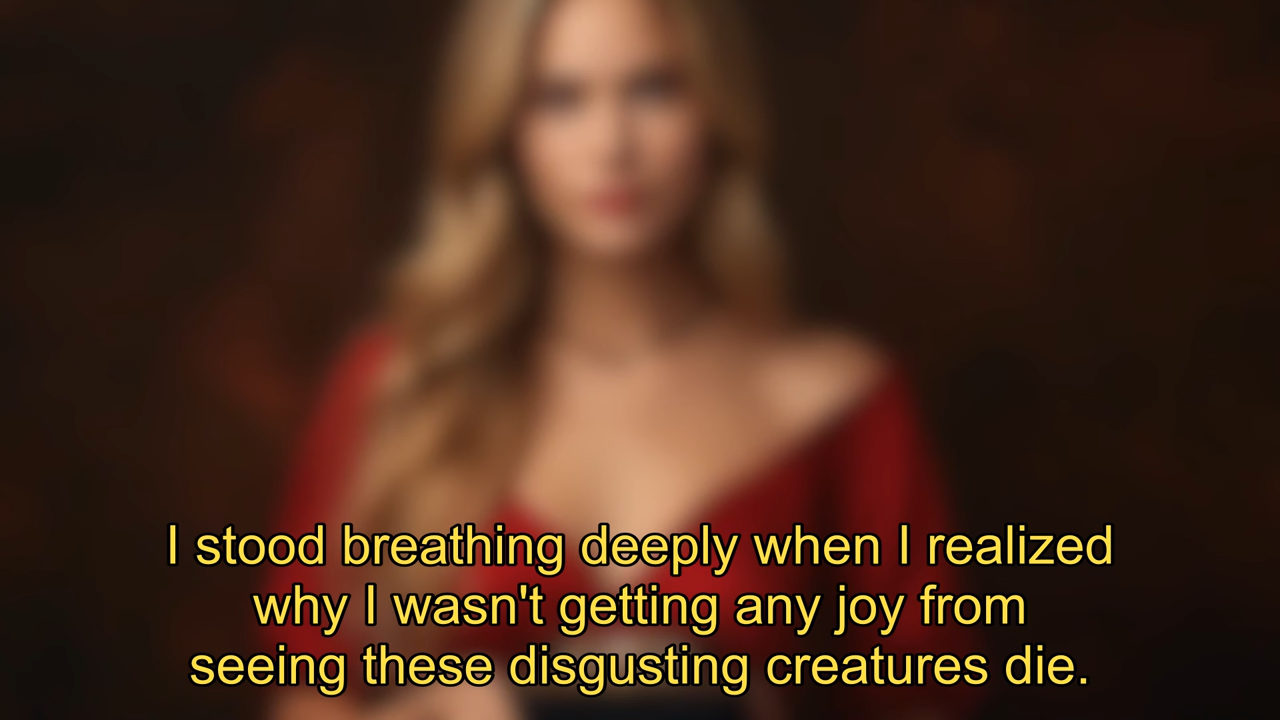 I stood breathing deeply when I realized
why I wasn't getting any joy from
seeing these disgusting creatures die.